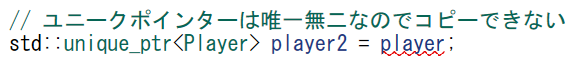 // ユニークポインターは唯一無二なのでコピーできない
std::unique_ptr<Player> player2 = player;